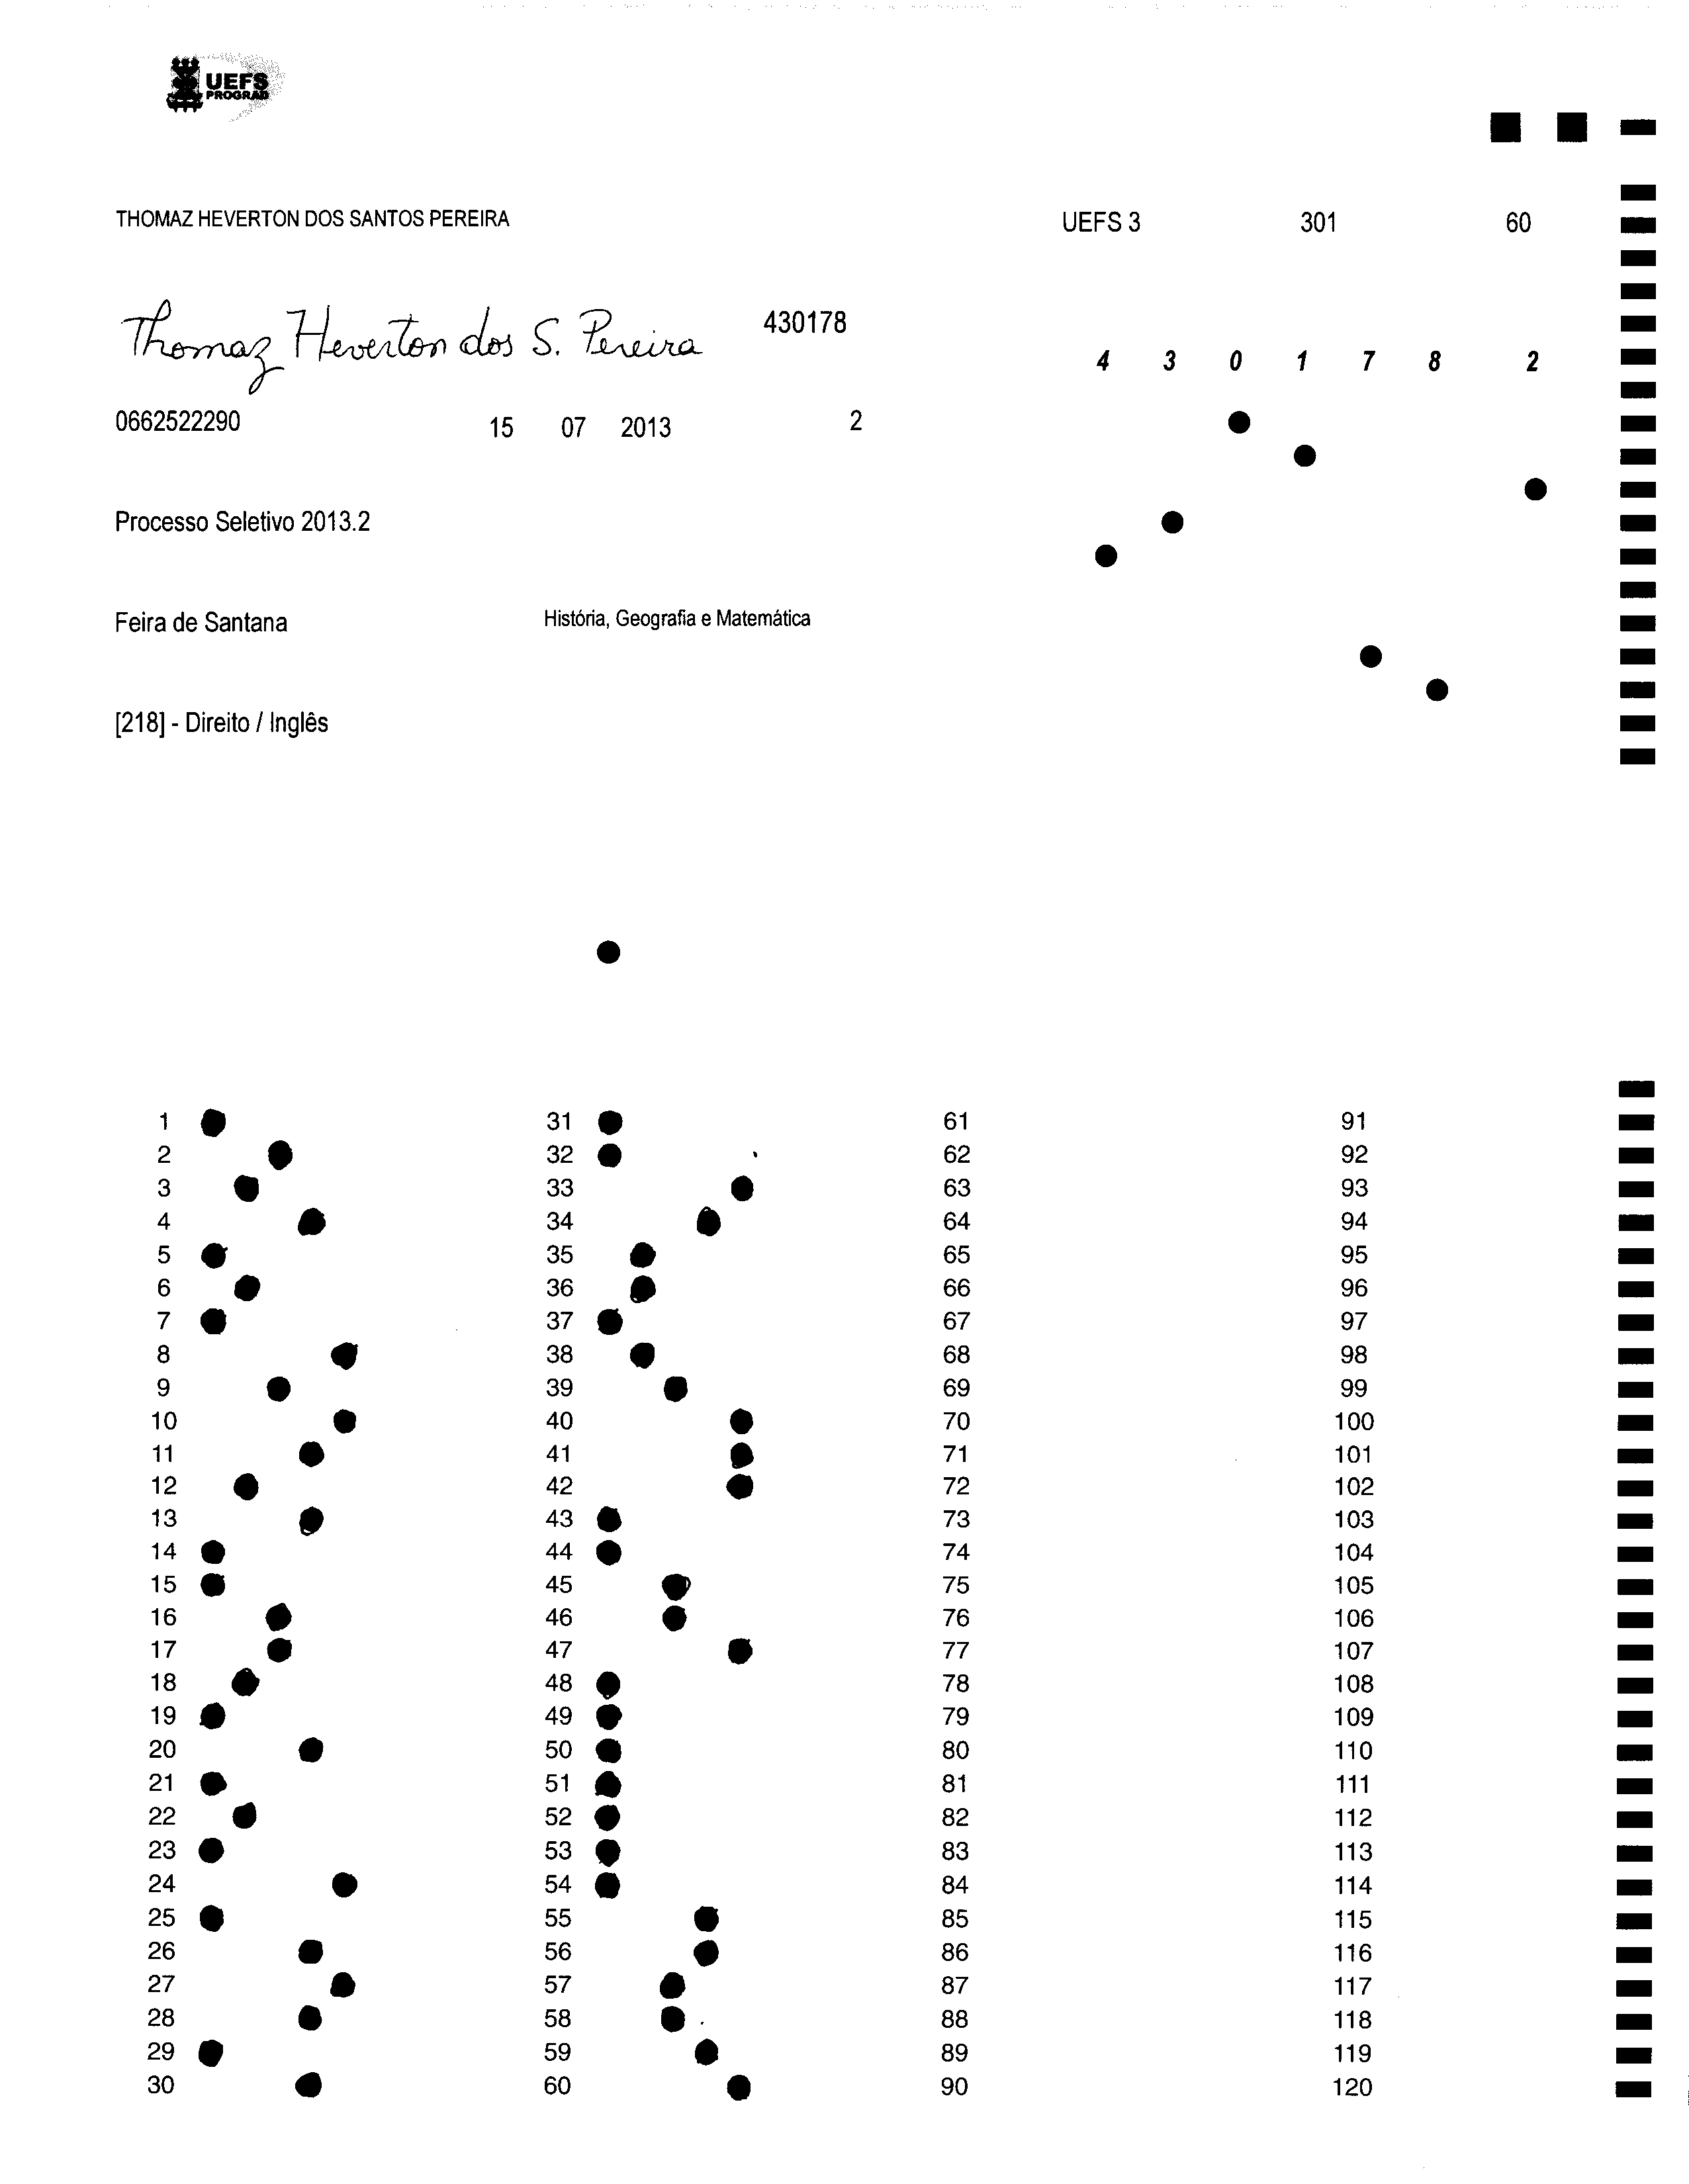 UEFS
PROGRAD
THOMAZ HEVERTON DOS SANTOS PEREIRA UEFS 3 301 60
Thomaz Heverton dos S. Pereira 430178
4 3 0 1 7 8 2
0662522290 15 07 2013 2
Processo Seletivo 2013.2
Feira de Santana História, Geografia e Matemática
[218] - Direito / Inglês
1 31 61 91
2 32 62 92
3 33 63 93
4 34 64 94
5 35 65 95
6 36 66 96
7 37 67 97
8 38 68 98
9 39 69 99
10 40 70 100
11 41 71 101
12 42 72 102
13 43 73 103
14 44 74 104
15 45 75 105
16 46 76 106
17 47 77 107
18 48 78 108
19 49 79 109
20 50 80 110
21 51 81 111
22 52 82 112
23 53 83 113
24 54 84 114
25 55 85 115
26 56 86 116
27 57 87 117
28 58 88 118
29 59 89 119
30 60 90 120